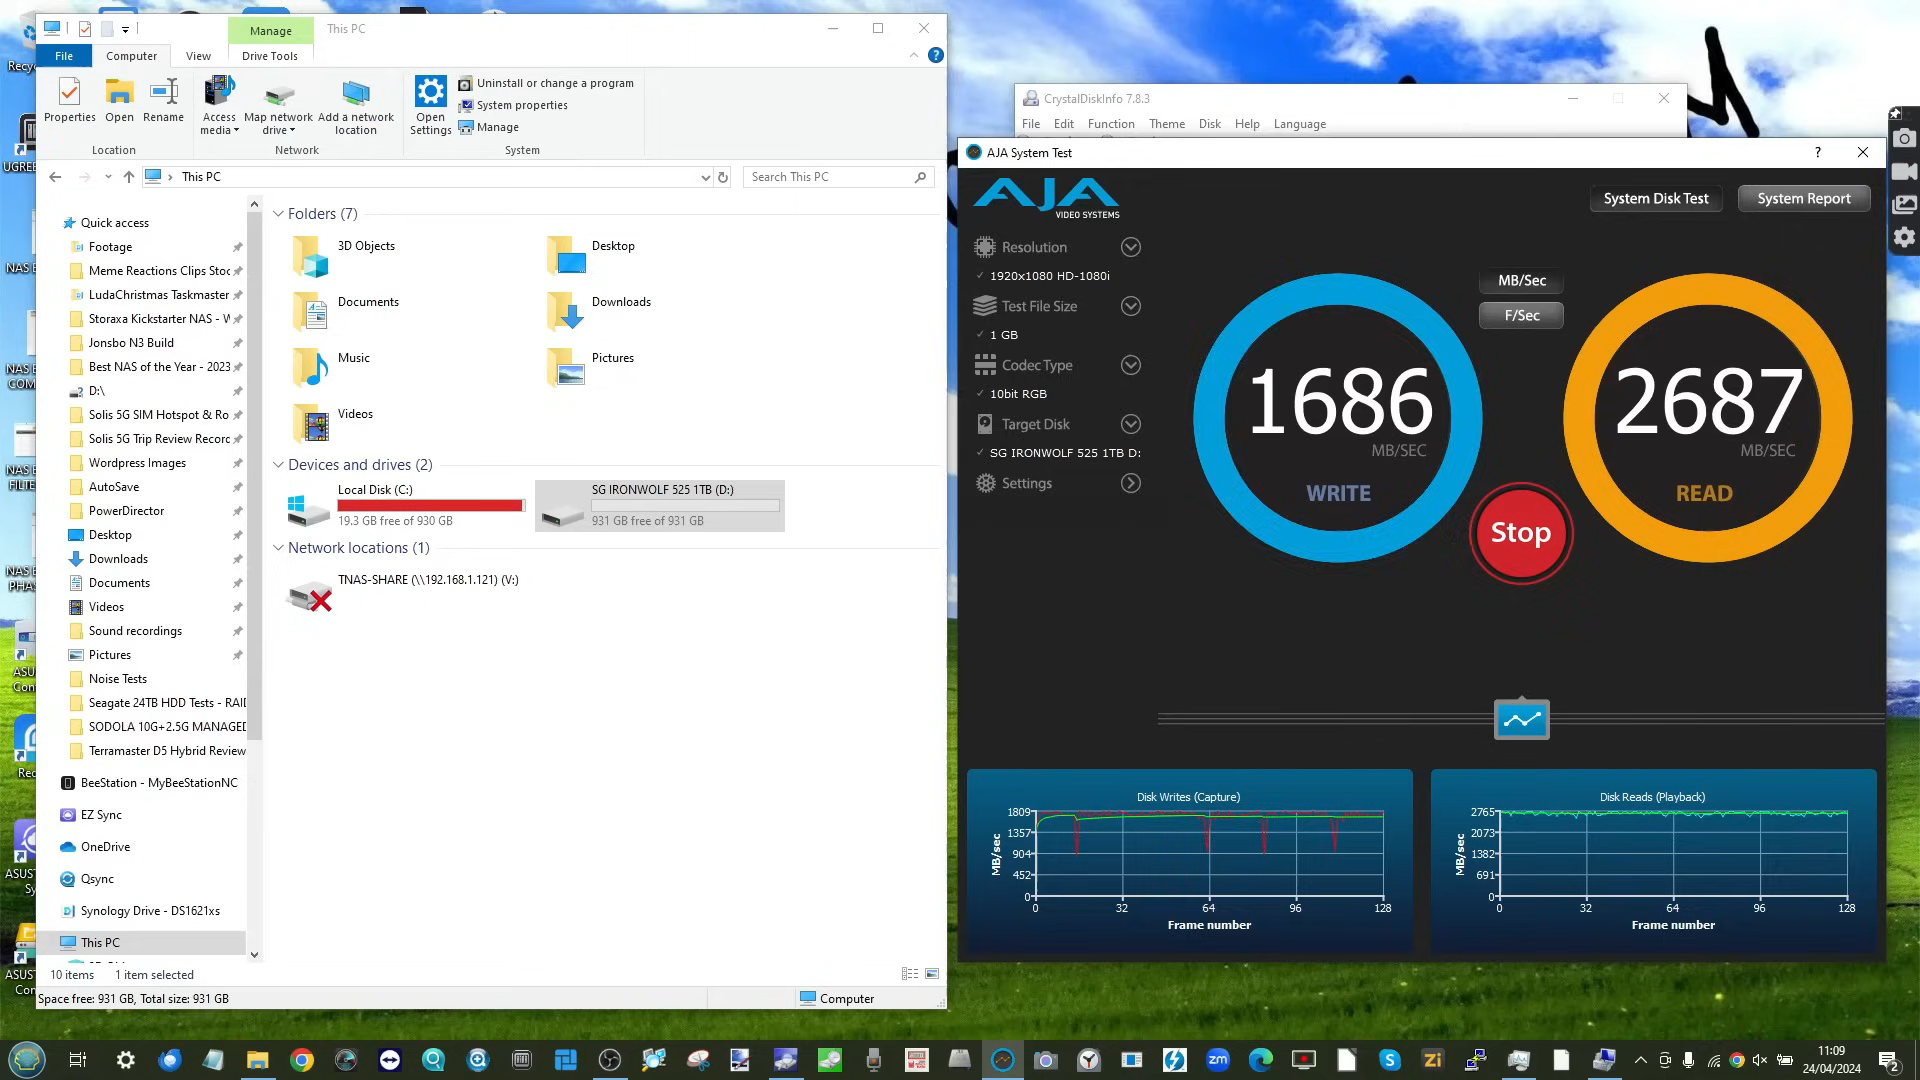 Manage
This PC
File
Computer
View
Drive Tools
Properties
Open
Rename
Access media
Map network drive
Add a network location
Open Settings
Uninstall or change a program
System properties
Manage
Location
Network
System
This PC
Search This PC
Quick access
Footage
Meme Reactions Clips Stoc
LudaChristmas Taskmaster
Storaxa Kickstarter NAS - W
Jonsbo N3 Build
Best NAS of the Year - 2023
D:\
Solis 5G SIM Hotspot & Ro
Solis 5G Trip Review Recorc
Wordpress Images
AutoSave
PowerDirector
Desktop
Downloads
Documents
Videos
Sound recordings
Pictures
Noise Tests
Seagate 24TB HDD Tests - RAID
SODOLA 10G+2.5G MANAGED
Terramaster D5 Hybrid Review
BeeStation - MyBeeStationNC
EZ Sync
OneDrive
Qsync
Synology Drive - DS1621xs
This PC
Folders (7)
3D Objects
Desktop
Documents
Downloads
Music
Pictures
Videos
Devices and drives (2)
Local Disk (C:)
19.3 GB free of 930 GB
SG IRONWOLF 525 1TB (D:)
931 GB free of 931 GB
Network locations (1)
TNAS-SHARE (\\192.168.1.121) (V:)
10 items
1 item selected
Space free: 931 GB, Total size: 931 GB
Computer
CrystalDiskInfo 7.8.3
File Edit Function Theme Disk Help Language
AJA System Test
?
AJA
VIDEO SYSTEMS
System Disk Test
System Report
Resolution
1920x1080 HD-1080i
Test File Size
1 GB
Codec Type
10bit RGB
Target Disk
SG IRONWOLF 525 1TB D:
Settings
MB/Sec
F/Sec
1686
MB/SEC
WRITE
2687
MB/SEC
READ
Stop
Disk Writes (Capture)
MB/sec
1809
1357
904
452
0
0 32 64 96 128
Frame number
Disk Reads (Playback)
MB/sec
2765
2073
1382
691
0
0 32 64 96 128
Frame number
zm
Zi
11:09
24/04/2024
2